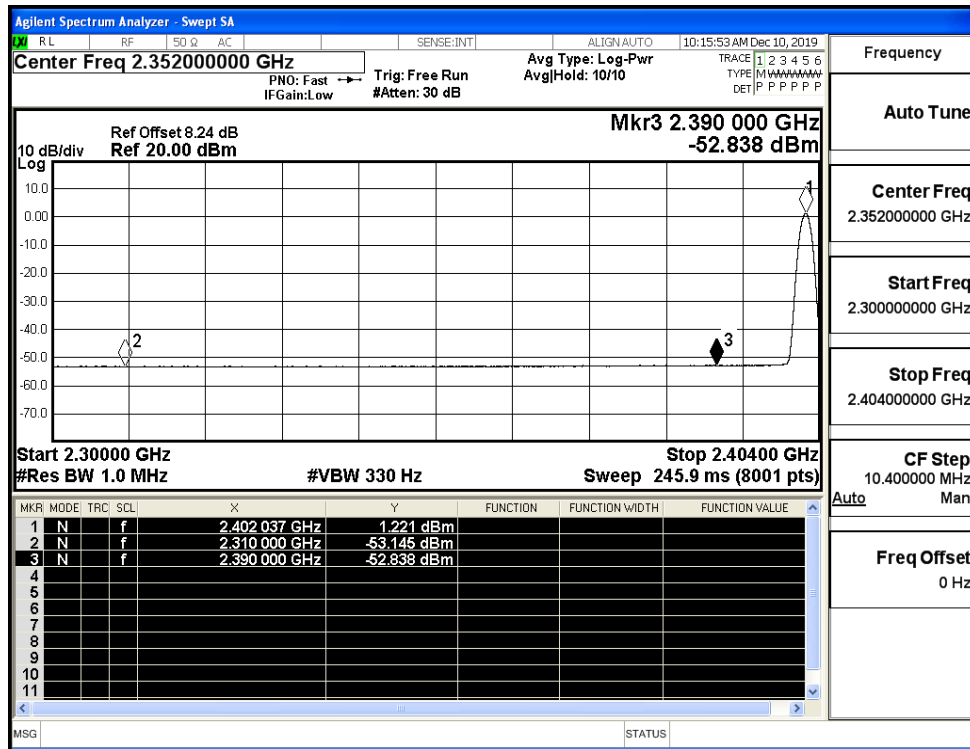 Agilent Spectrum Analyzer - Swept SA
LXI RL RF 50 Ω AC SENSE:INT ALIGN AUTO 10:15:53 AM Dec 10, 2019
Center Freq 2.352000000 GHz
PNO: Fast
IFGain:Low
Trig: Free Run
#Atten: 30 dB
Avg Type: Log-Pwr
Avg|Hold: 10/10
TRACE 1 2 3 4 5 6
TYPE M WWWWW
DET P P P P P P
Ref Offset 8.24 dB
Ref 20.00 dBm
10 dB/div
Log
Mkr3 2.390 000 GHz
-52.838 dBm
10.0
0.00
-10.0
-20.0
-30.0
-40.0
-50.0
-60.0
-70.0
1
2
3
Start 2.30000 GHz Stop 2.40400 GHz
#Res BW 1.0 MHz #VBW 330 Hz Sweep 245.9 ms (8001 pts)
MKR MODE TRC SCL X Y FUNCTION FUNCTION WIDTH FUNCTION VALUE
1 N f 2.402 037 GHz 1.221 dBm
2 N f 2.310 000 GHz -53.145 dBm
3 N f 2.390 000 GHz -52.838 dBm
4
5
6
7
8
9
10
11
MSG STATUS
Frequency
Auto Tune
Center Freq
2.352000000 GHz
Start Freq
2.300000000 GHz
Stop Freq
2.404000000 GHz
CF Step
10.400000 MHz
Auto Man
Freq Offset
0 Hz